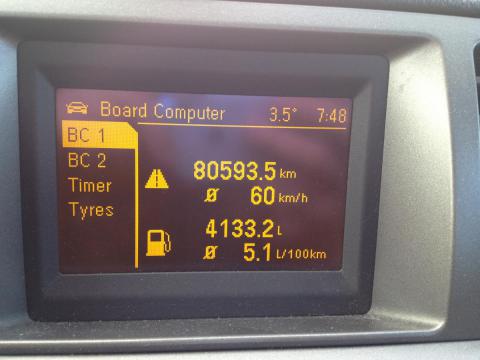 Board Computer 3.5° 7:48
BC 1
BC 2
Timer
Tyres
80593.5 km
Ø 60 km/h
4133.2 L
Ø 5.1 L/100km